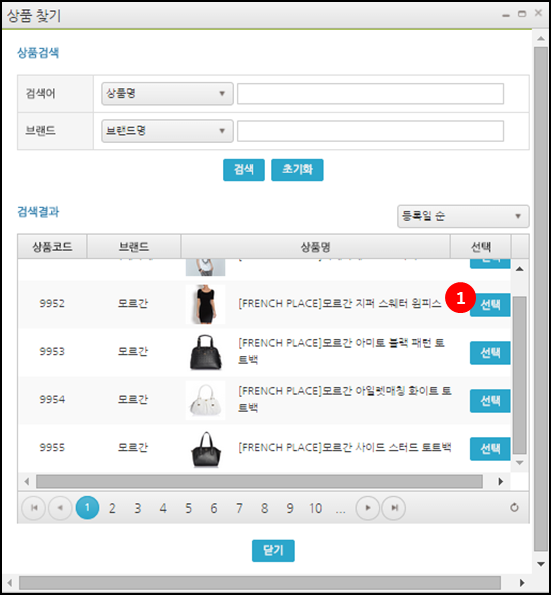 상품 찾기
상품검색
검색어 상품명
브랜드 브랜드명
검색 초기화
검색결과 등록일 순
상품코드 브랜드 상품명 선택
9952 모르간 [FRENCH PLACE]모르간 지퍼 스웨터 원피스 1 선택
9953 모르간 [FRENCH PLACE]모르간 아미토 블랙 패턴 토
트백 선택
9954 모르간 [FRENCH PLACE]모르간 아일렛매칭 화이트 토
트백 선택
9955 모르간 [FRENCH PLACE]모르간 사이드 스터드 토트백 선택
1 2 3 4 5 6 7 8 9 10 ...
닫기